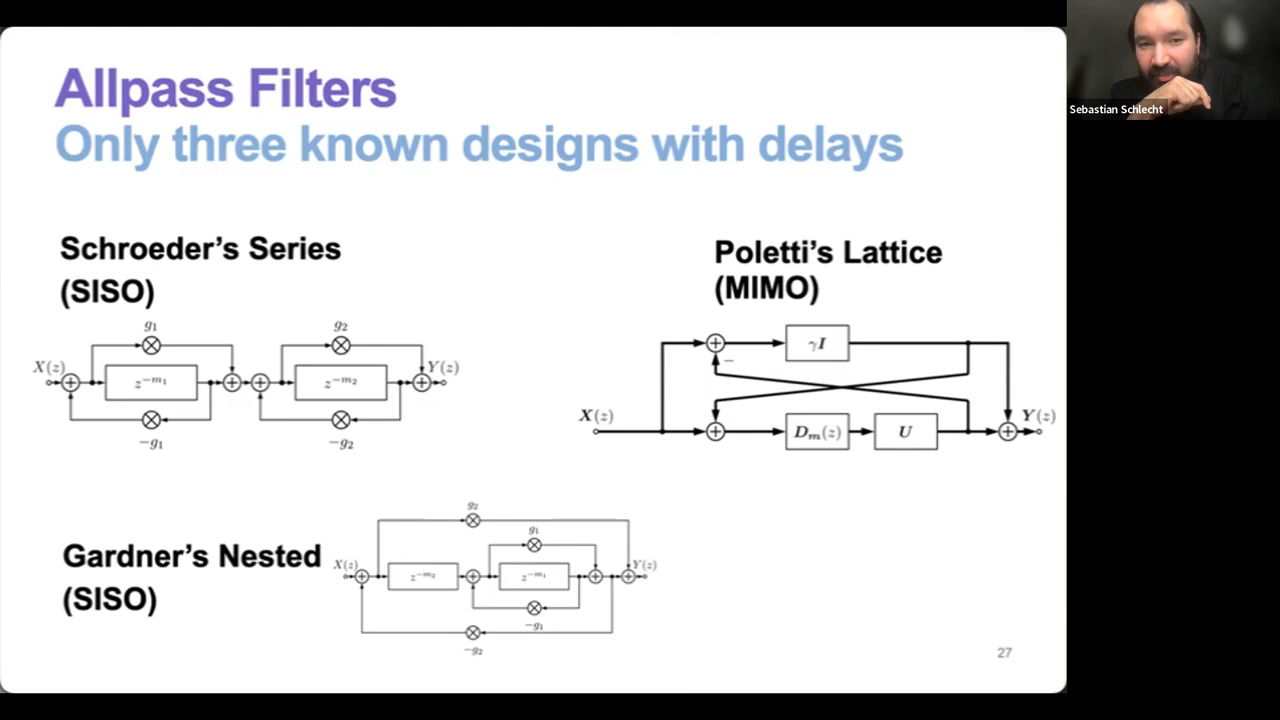 Allpass Filters
Only three known designs with delays
Sebastian Schlecht
Schroeder's Series
(SISO)
g₁
g₂
X(z)
z^{-m₁}
z^{-m₂}
Y(z)
-g₁
-g₂
Poletti's Lattice
(MIMO)
γI
−
X(z)
D_m(z)
U
Y(z)
Gardner's Nested
(SISO)
g₂
g₁
X(z)
z^{-m₂}
z^{-m₁}
Y(z)
-g₁
-g₂
27